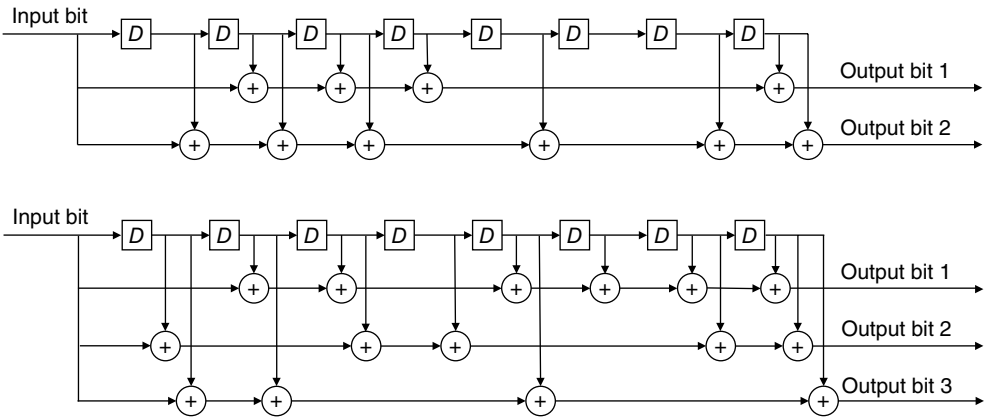 Input bit
D D D D D D D D
+ + + + Output bit 1
+ + + + + + Output bit 2
Input bit
D D D D D D D D
+ + + + + + Output bit 1
+ + + + + Output bit 2
+ + + + Output bit 3